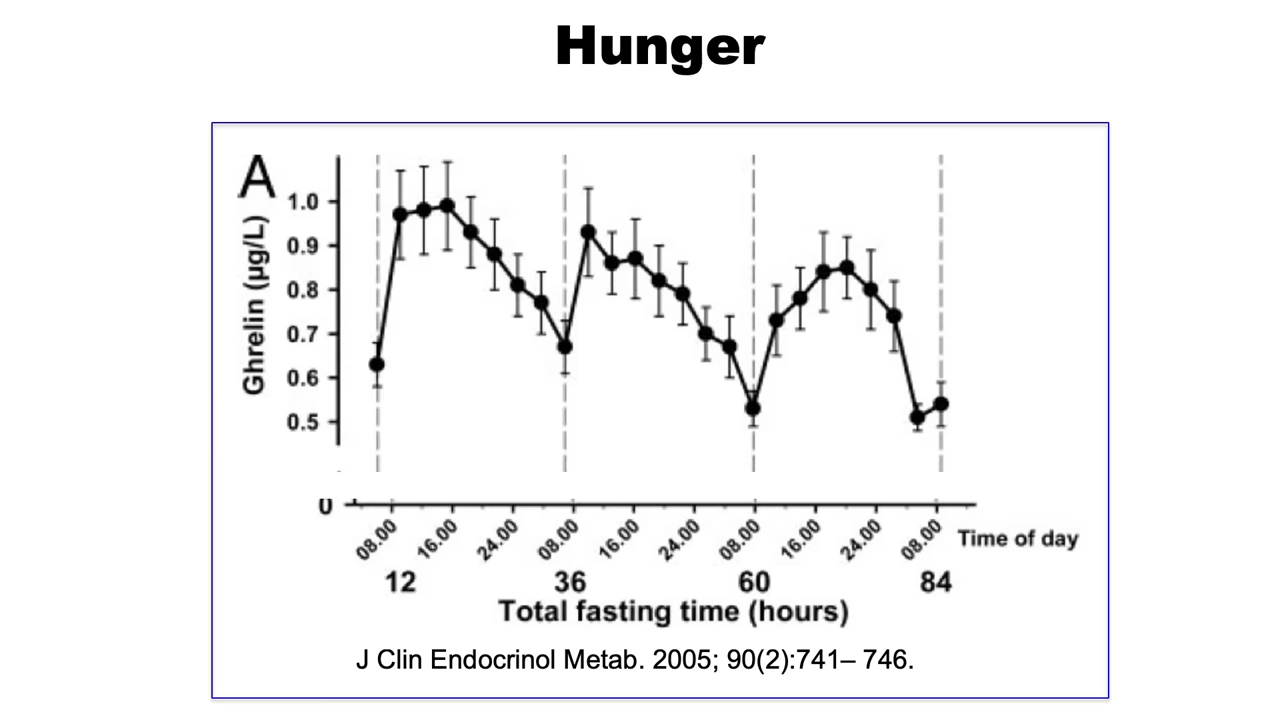 Hunger
A
Ghrelin (µg/L)
1.0
0.9
0.8
0.7
0.6
0.5
0
08.00 16.00 24.00 08.00 16.00 24.00 08.00 16.00 24.00 08.00 Time of day
12 36 60 84
Total fasting time (hours)
J Clin Endocrinol Metab. 2005; 90(2):741– 746.